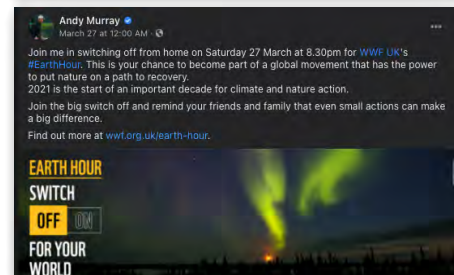 Andy Murray
March 27 at 12:00 AM ·
Join me in switching off from home on Saturday 27 March at 8.30pm for WWF UK's
#EarthHour. This is your chance to become part of a global movement that has the power
to put nature on a path to recovery.
2021 is the start of an important decade for climate and nature action.
Join the big switch off and remind your friends and family that even small actions can make
a big difference.
Find out more at wwf.org.uk/earth-hour.
EARTH HOUR
SWITCH
OFF ON
FOR YOUR
WORLD